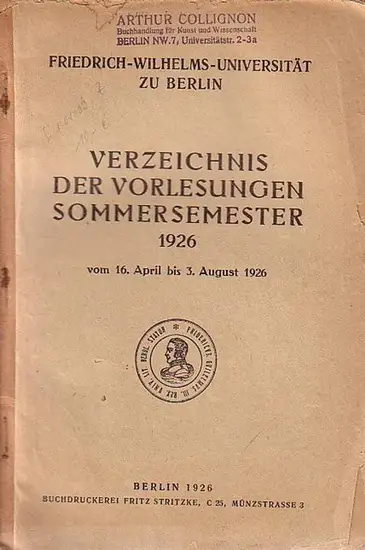 ARTHUR COLLIGNON
Buchhandlung für Kunst und Wissenschaft
BERLIN NW. 7, Universitätstr. 2-3a
FRIEDRICH-WILHELMS-UNIVERSITÄT
ZU BERLIN
VERZEICHNIS
DER VORLESUNGEN
SOMMERSEMESTER
1926
vom 16. April bis 3. August 1926
BERLIN 1926
BUCHDRUCKEREI FRITZ STRITZKE, C 25, MÜNZSTRASSE 3